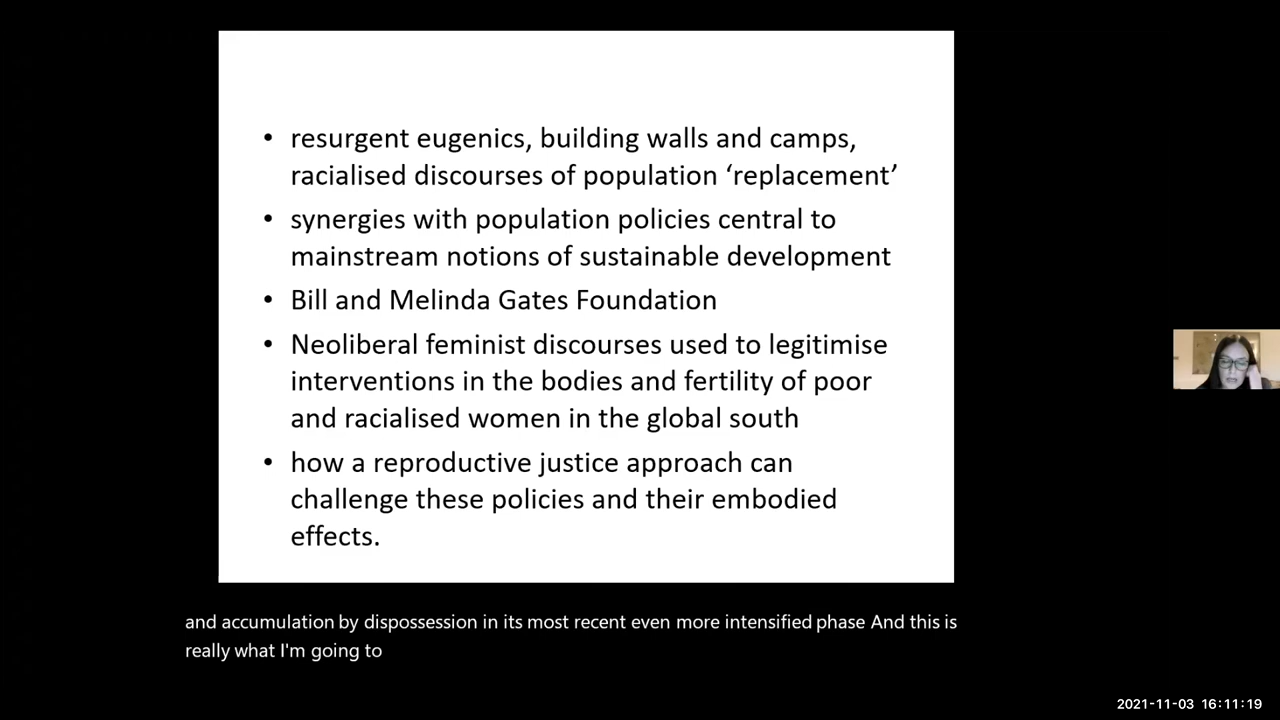 • resurgent eugenics, building walls and camps,
racialised discourses of population ‘replacement’
• synergies with population policies central to
mainstream notions of sustainable development
• Bill and Melinda Gates Foundation
• Neoliberal feminist discourses used to legitimise
interventions in the bodies and fertility of poor
and racialised women in the global south
• how a reproductive justice approach can
challenge these policies and their embodied
effects.
and accumulation by dispossession in its most recent even more intensified phase And this is
really what I'm going to
2021-11-03 16:11:19